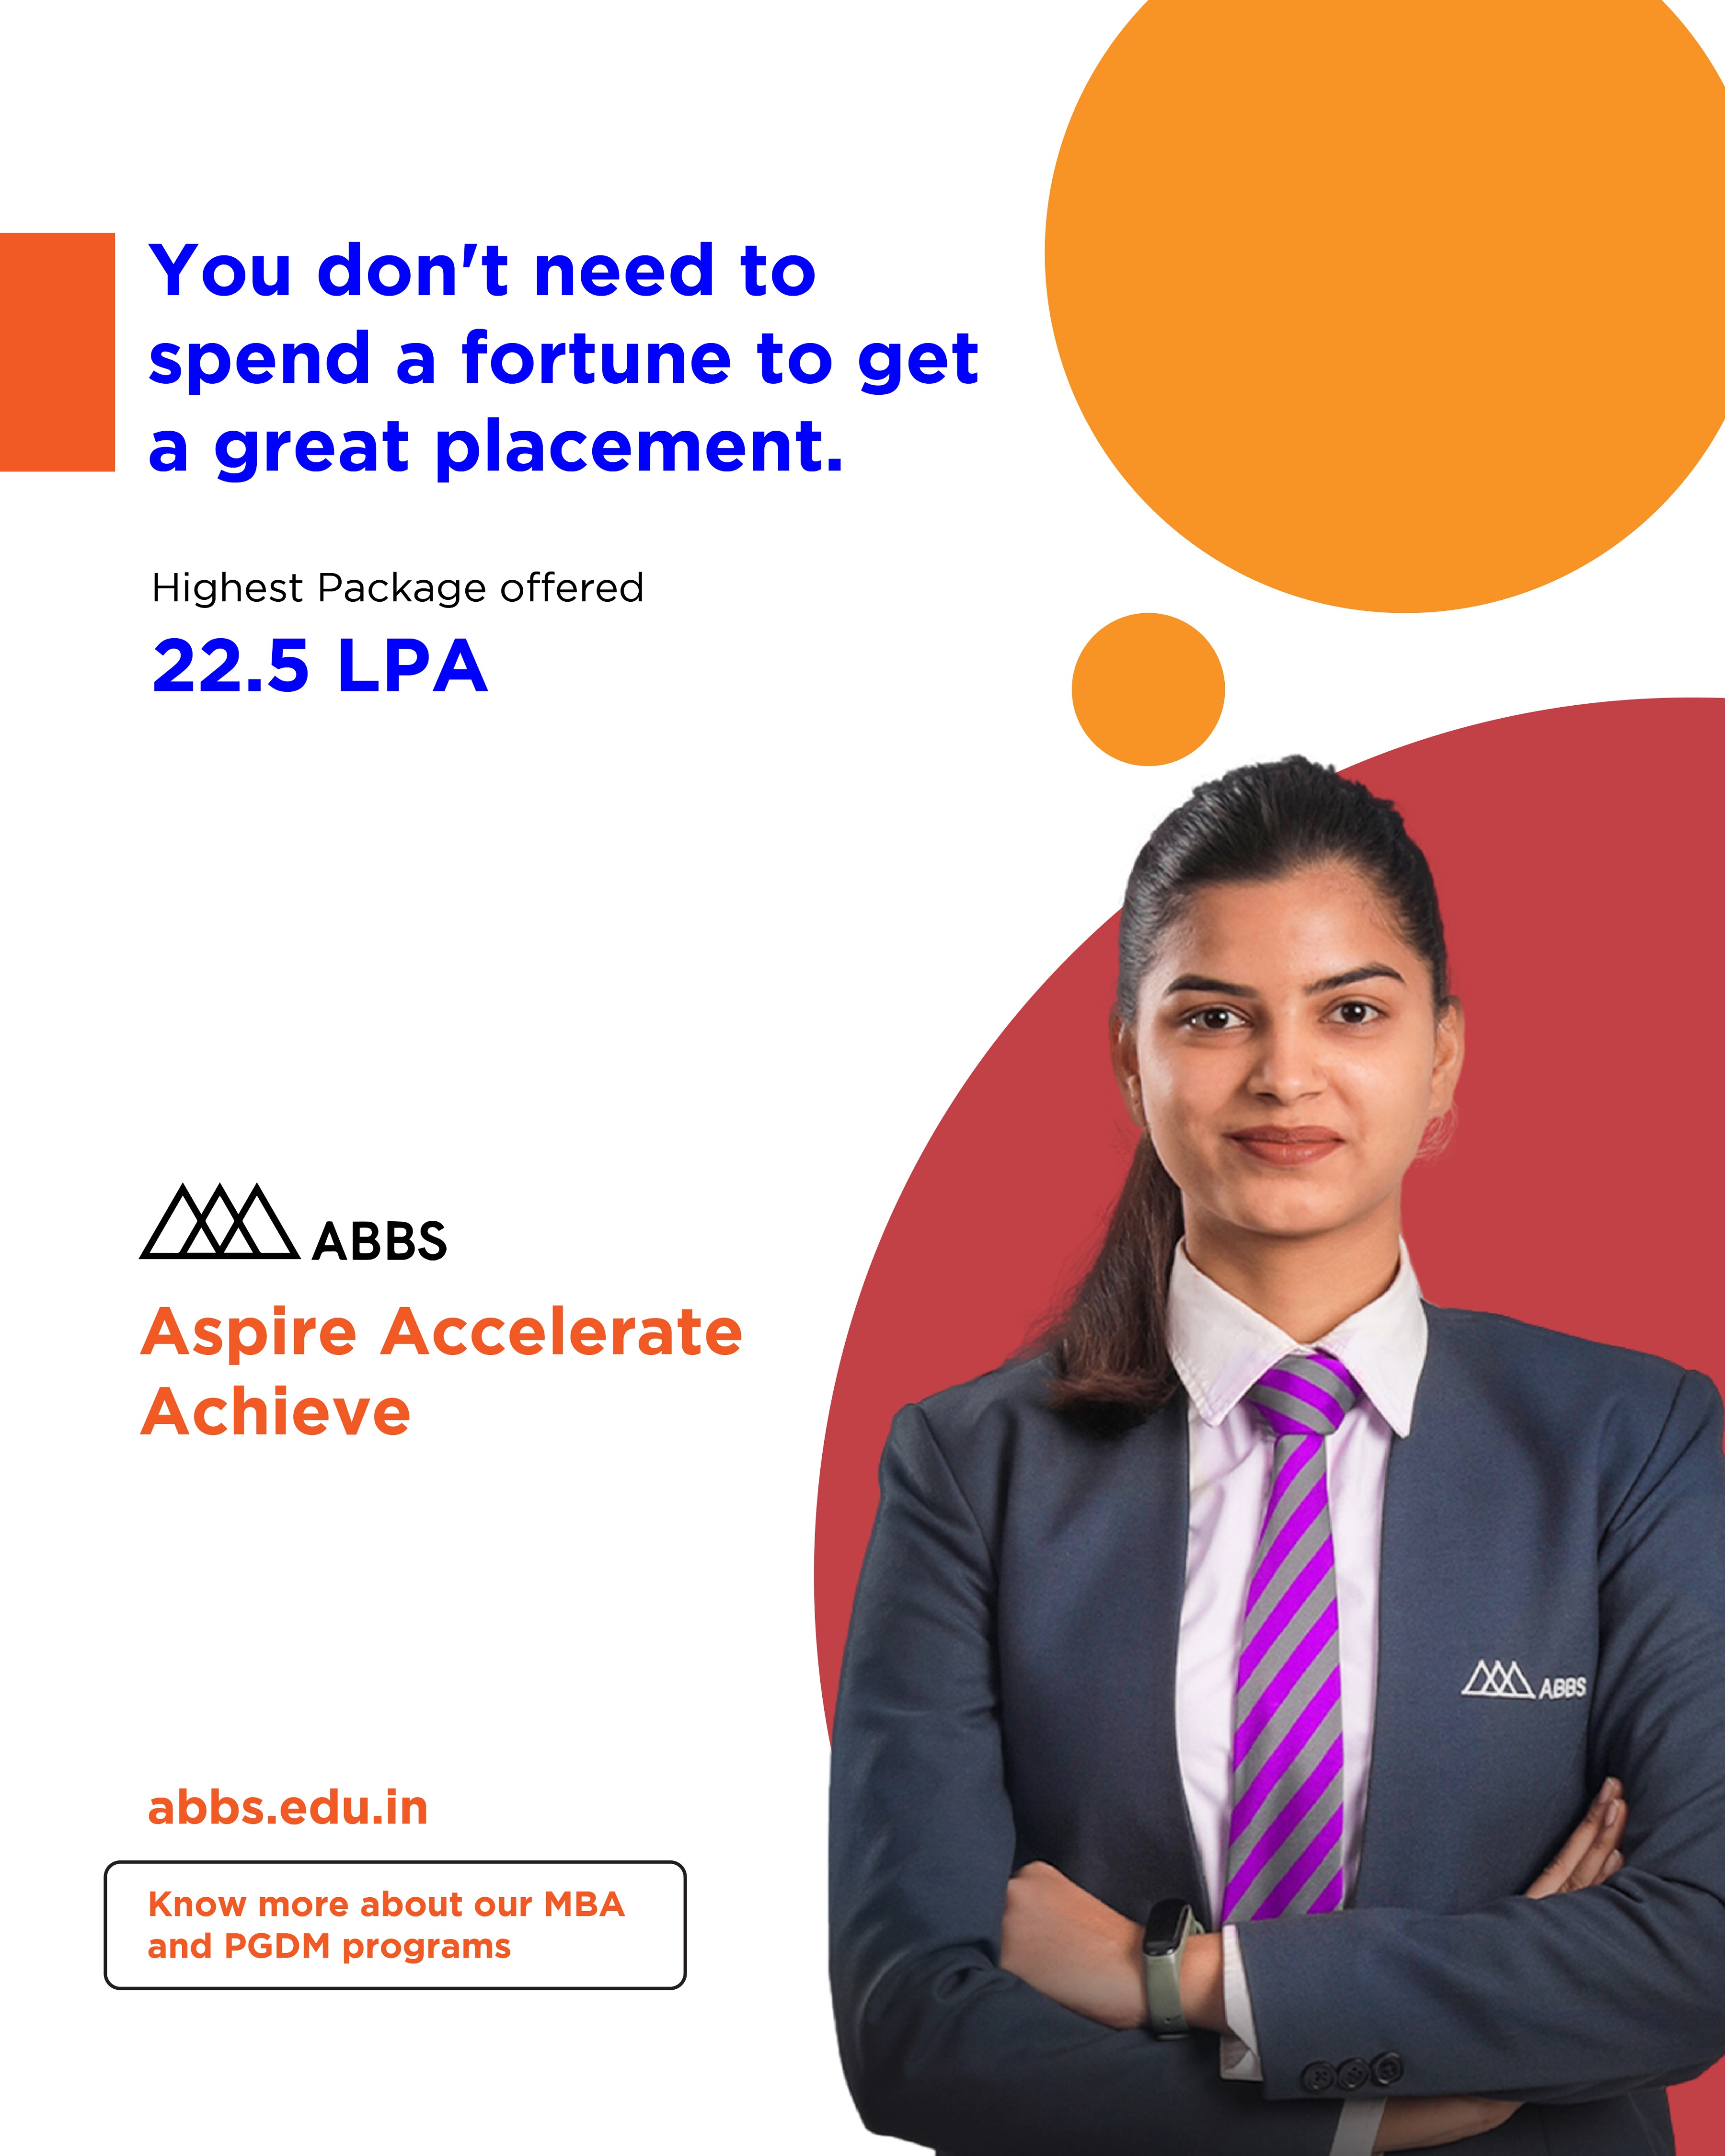 You don't need to
spend a fortune to get
a great placement.
Highest Package offered
22.5 LPA
ABBS
Aspire Accelerate
Achieve
ABBS
abbs.edu.in
Know more about our MBA
and PGDM programs